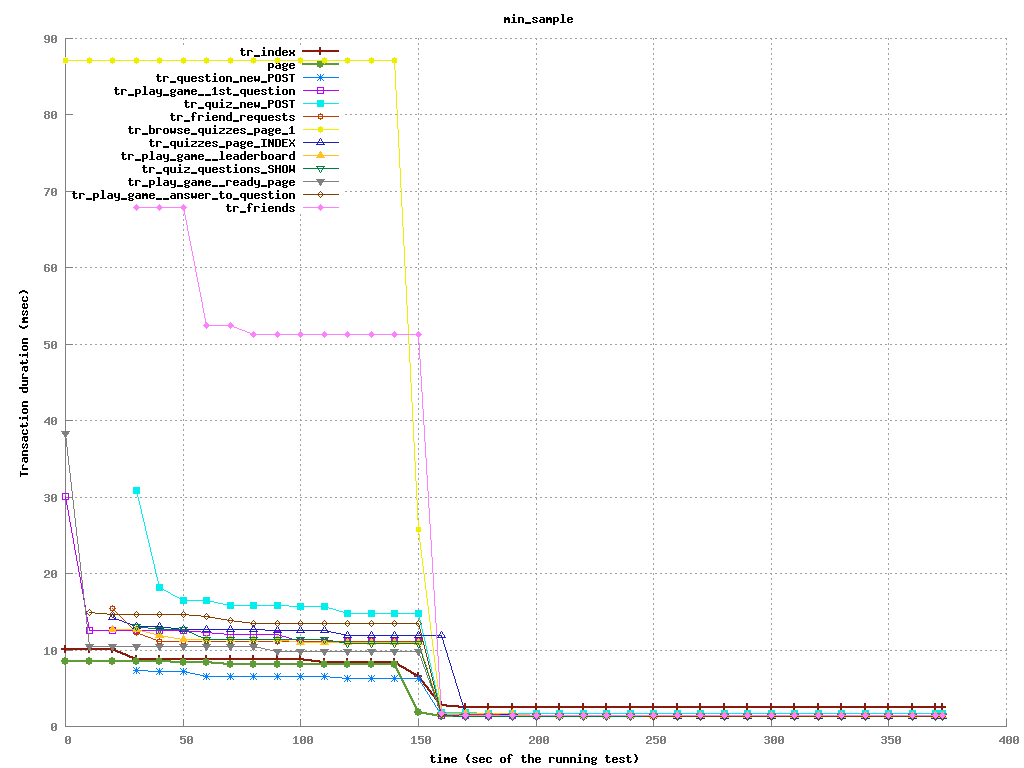 min_sample
90
80
70
60
50
40
30
20
10
0
Transaction duration (msec)
tr_index
page
tr_question_new_POST
tr_play_game__1st_question
tr_quiz_new_POST
tr_friend_requests
tr_browse_quizzes_page_1
tr_quizzes_page_INDEX
tr_play_game__leaderboard
tr_quiz_questions_SHOW
tr_play_game__ready_page
tr_play_game__answer_to_question
tr_friends
0 50 100 150 200 250 300 350 400
time (sec of the running test)